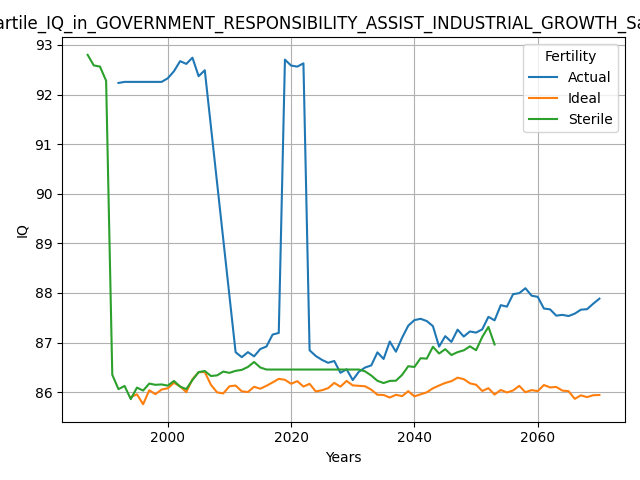 artile_IQ_in_GOVERNMENT_RESPONSIBILITY_ASSIST_INDUSTRIAL_GROWTH_Sa
Fertility
Actual
Ideal
Sterile
93
92
91
90
89
88
87
86
IQ
2000 2020 2040 2060
Years